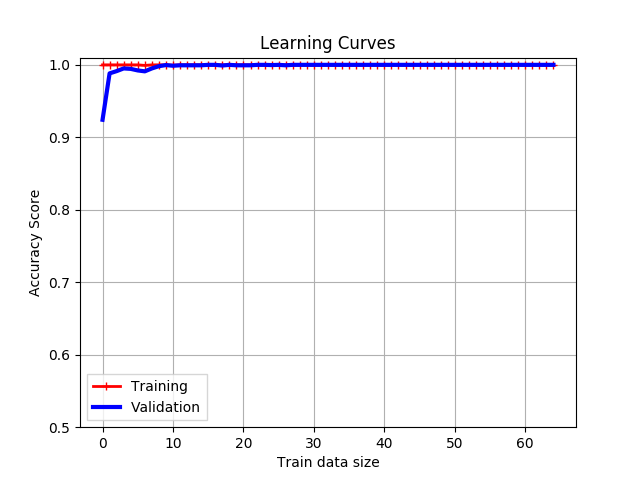 Learning Curves
Accuracy Score
1.0
0.9
0.8
0.7
0.6
0.5
Training
Validation
0 10 20 30 40 50 60
Train data size